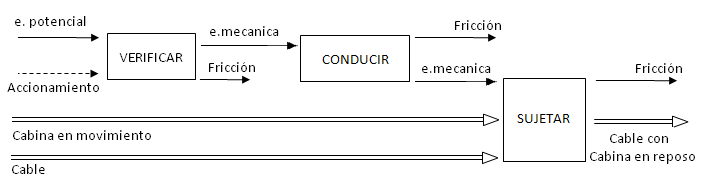 e. potencial
Accionamiento
VERIFICAR
e.mecanica
Fricción
CONDUCIR
Fricción
e.mecanica
Cabina en movimiento
Cable
SUJETAR
Fricción
Cable con
Cabina en reposo